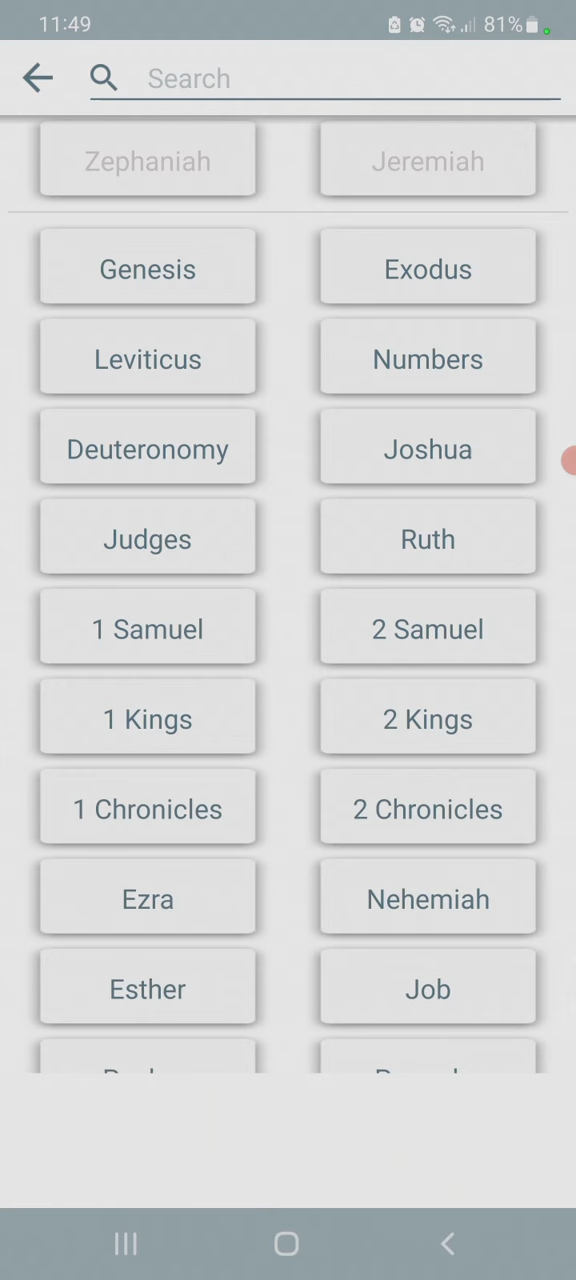 11:49
81%
Search
Zephaniah
Jeremiah
Genesis
Exodus
Leviticus
Numbers
Deuteronomy
Joshua
Judges
Ruth
1 Samuel
2 Samuel
1 Kings
2 Kings
1 Chronicles
2 Chronicles
Ezra
Nehemiah
Esther
Job